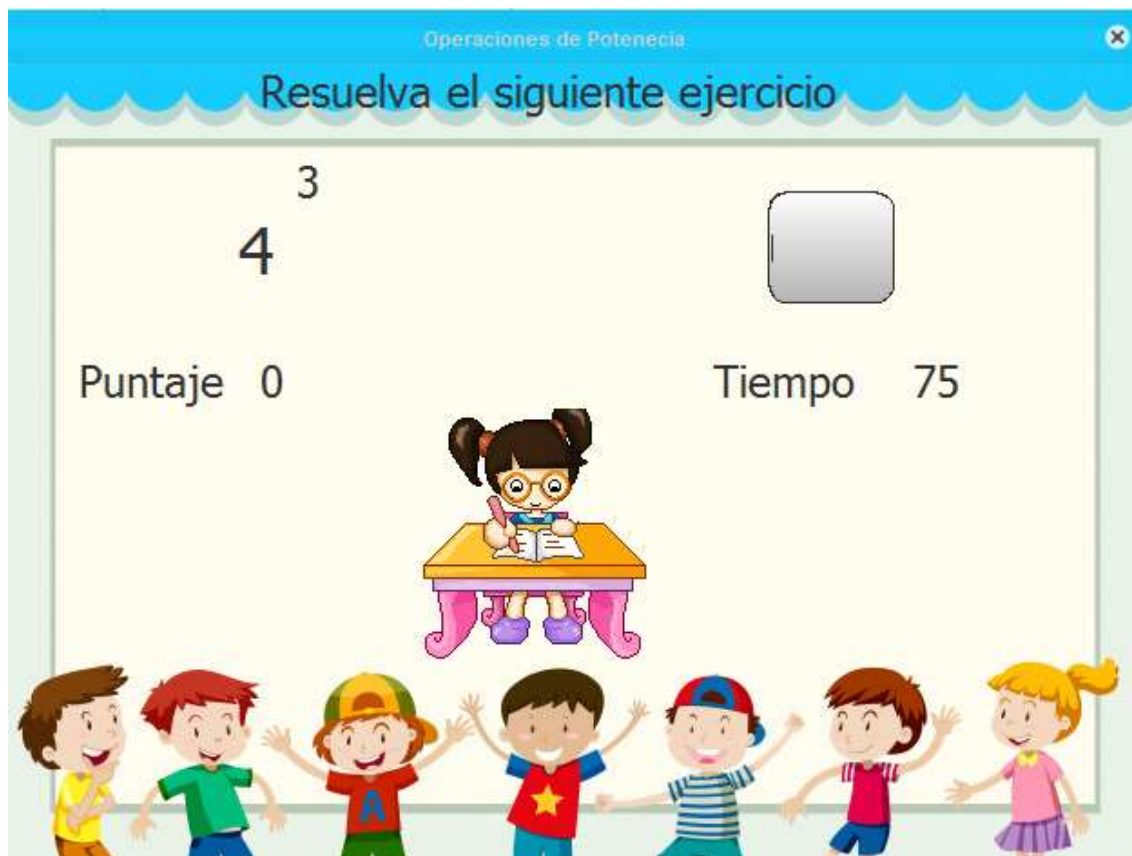 Operaciones de Potenecia
Resuelva el siguiente ejercicio
3
4
Puntaje 0 Tiempo 75
A